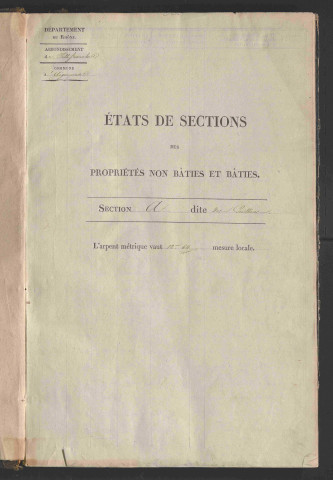 DÉPARTEMENT
DU RHÔNE.
ARRONDISSEMENT
COMMUNE
ÉTATS DE SECTIONS
DES
PROPRIÉTÉS NON BÂTIES ET BÂTIES.
SECTION A dite
L'arpent métrique vaut mesure locale.